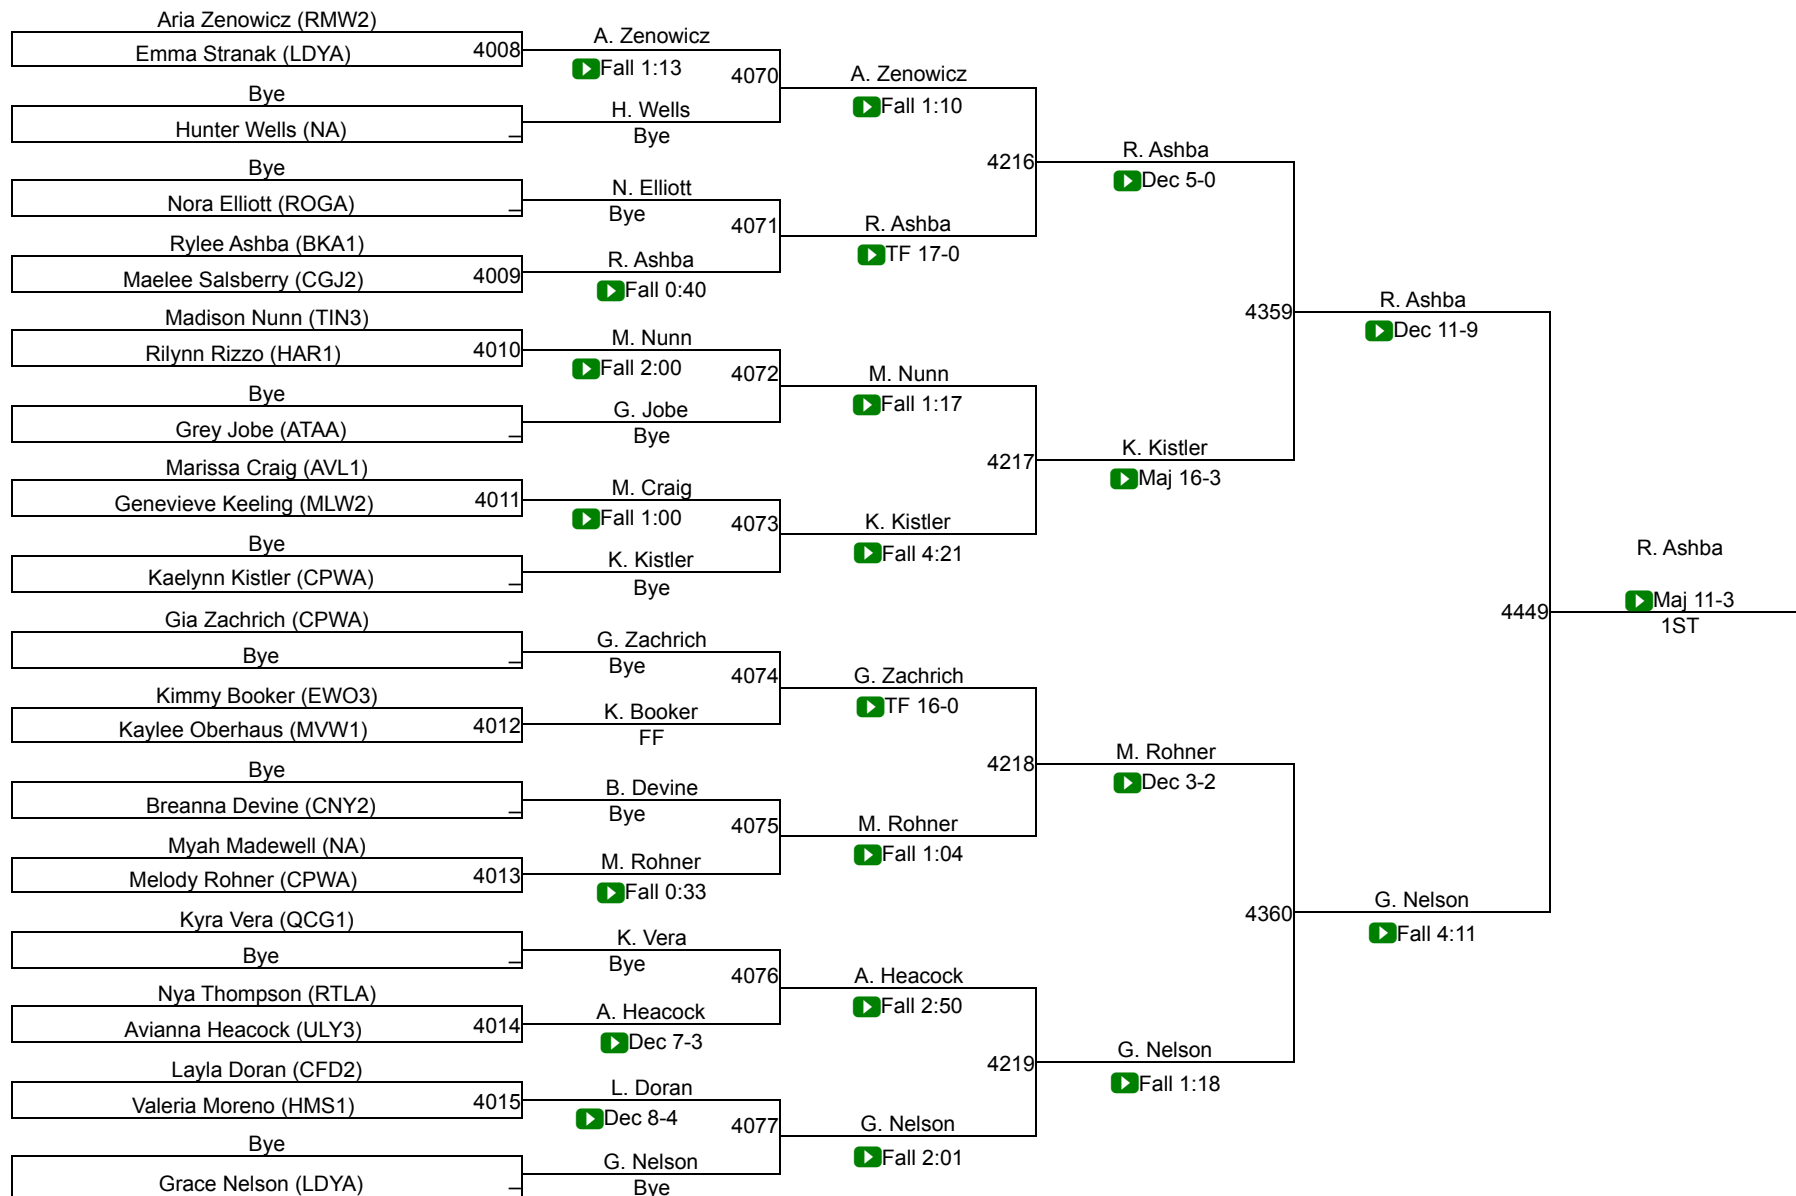 Aria Zenowicz (RMW2)
Emma Stranak (LDYA)
4008
Bye
Hunter Wells (NA)
Bye
Nora Elliott (ROGA)
Rylee Ashba (BKA1)
Maelee Salsberry (CGJ2)
4009
Madison Nunn (TIN3)
Rilynn Rizzo (HAR1)
4010
Bye
Grey Jobe (ATAA)
Marissa Craig (AVL1)
Genevieve Keeling (MLW2)
4011
Bye
Kaelynn Kistler (CPWA)
Gia Zachrich (CPWA)
Bye
Kimmy Booker (EWO3)
Kaylee Oberhaus (MVW1)
4012
Bye
Breanna Devine (CNY2)
Myah Madewell (NA)
Melody Rohner (CPWA)
4013
Kyra Vera (QCG1)
Bye
Nya Thompson (RTLA)
Avianna Heacock (ULY3)
4014
Layla Doran (CFD2)
Valeria Moreno (HMS1)
4015
Bye
Grace Nelson (LDYA)
A. Zenowicz
Fall 1:13
4070
H. Wells
Bye
N. Elliott
Bye
4071
R. Ashba
Fall 0:40
M. Nunn
Fall 2:00
4072
G. Jobe
Bye
M. Craig
Fall 1:00
4073
K. Kistler
Bye
G. Zachrich
Bye
4074
K. Booker
FF
B. Devine
Bye
4075
M. Rohner
Fall 0:33
K. Vera
Bye
4076
A. Heacock
Dec 7-3
L. Doran
Dec 8-4
4077
G. Nelson
Bye
A. Zenowicz
Fall 1:10
4216
R. Ashba
TF 17-0
M. Nunn
Fall 1:17
4217
K. Kistler
Fall 4:21
G. Zachrich
TF 16-0
4218
M. Rohner
Fall 1:04
A. Heacock
Fall 2:50
4219
G. Nelson
Fall 2:01
R. Ashba
Dec 5-0
4359
K. Kistler
Maj 16-3
M. Rohner
Dec 3-2
4360
G. Nelson
Fall 1:18
R. Ashba
Dec 11-9
4449
G. Nelson
Fall 4:11
R. Ashba
Maj 11-3
1ST